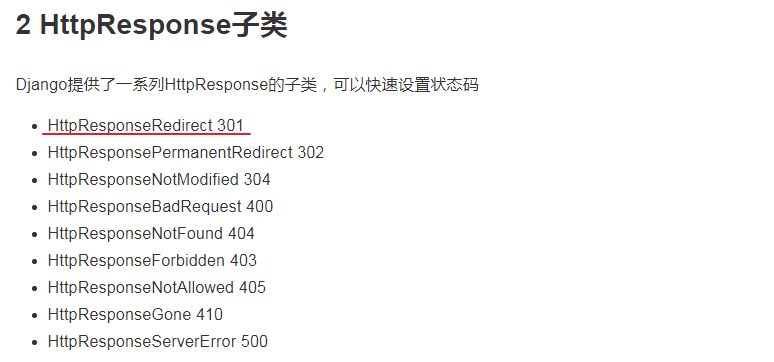 2 HttpResponse子类
Django提供了一系列HttpResponse的子类，可以快速设置状态码
• HttpResponseRedirect 301
• HttpResponsePermanentRedirect 302
• HttpResponseNotModified 304
• HttpResponseBadRequest 400
• HttpResponseNotFound 404
• HttpResponseForbidden 403
• HttpResponseNotAllowed 405
• HttpResponseGone 410
• HttpResponseServerError 500